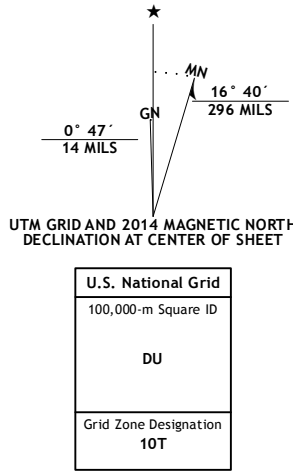 ★
MN
GN
16° 40´
296 MILS
0° 47´
14 MILS
UTM GRID AND 2014 MAGNETIC NORTH
DECLINATION AT CENTER OF SHEET
U.S. National Grid
100,000-m Square ID
DU
Grid Zone Designation
10T